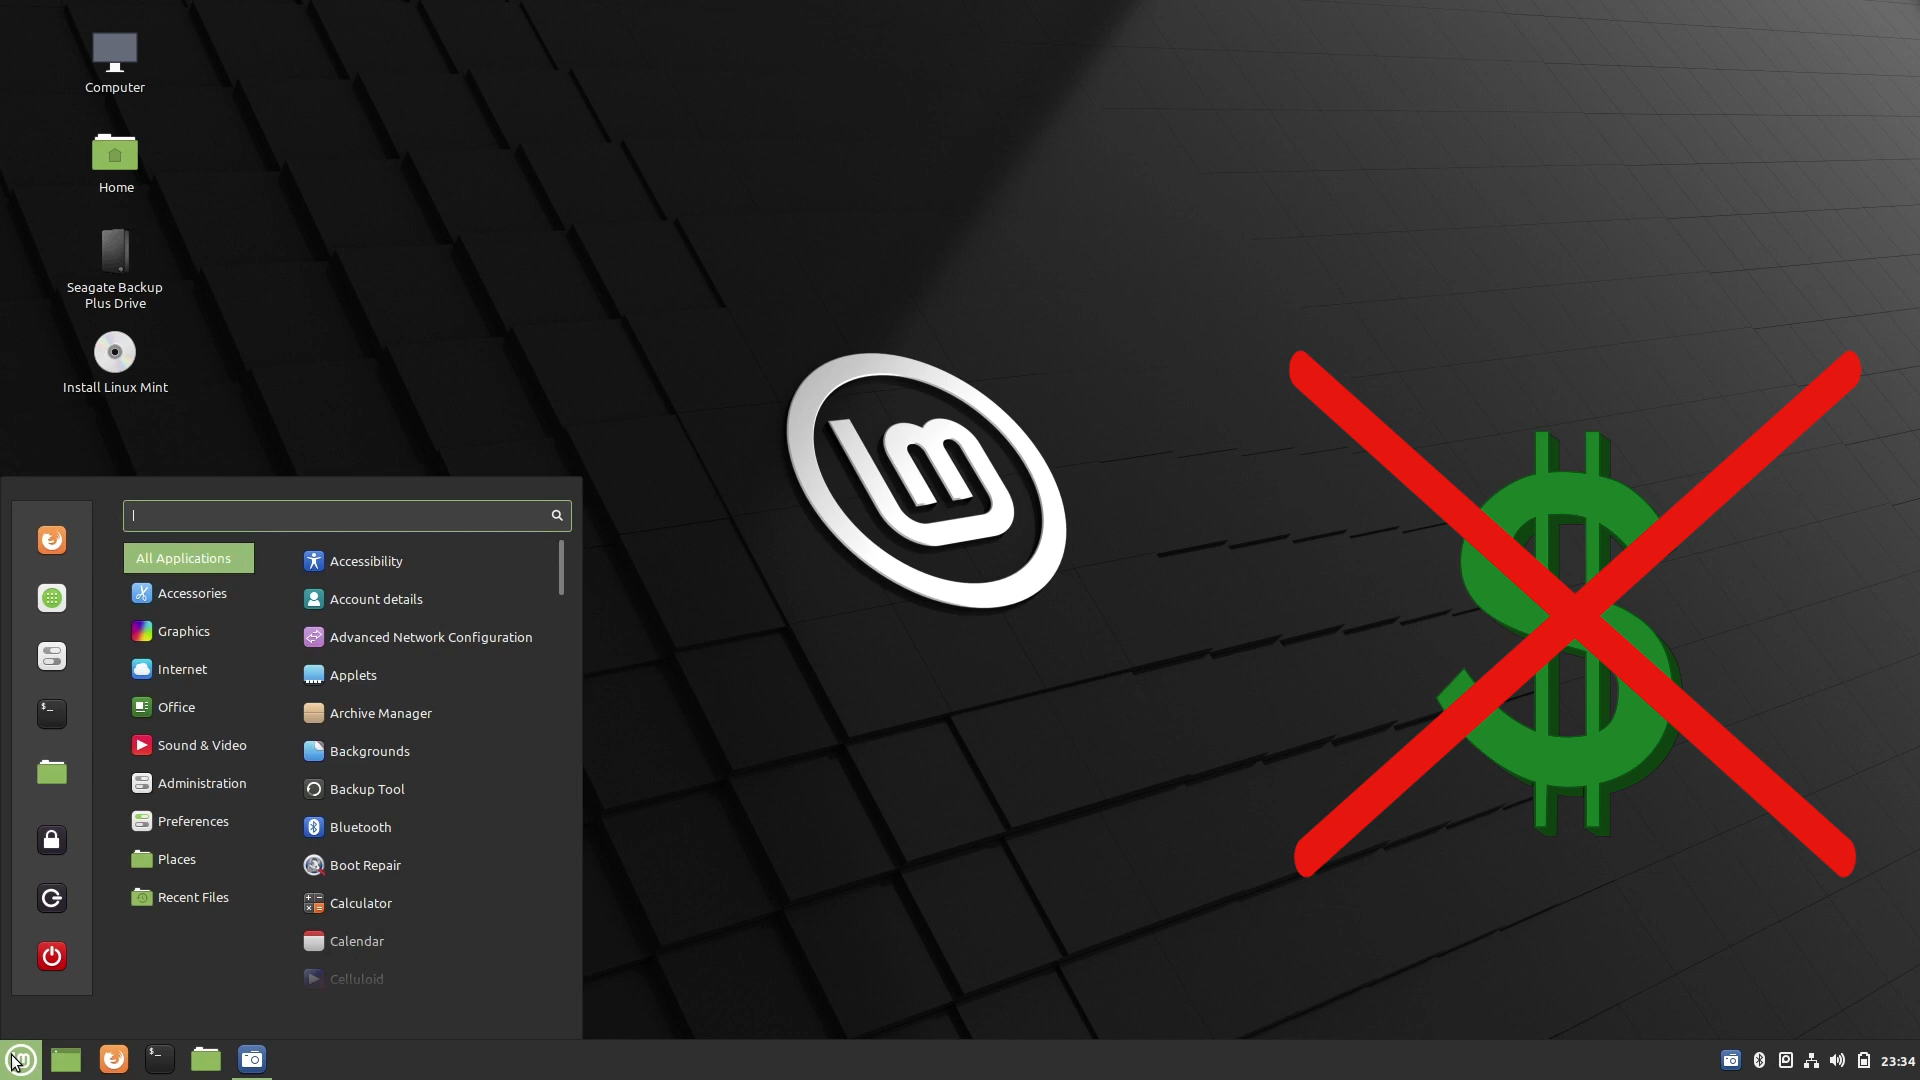 Computer
Home
Seagate Backup
Plus Drive
Install Linux Mint
All Applications
Accessories
Graphics
Internet
Office
Sound & Video
Administration
Preferences
Places
Recent Files
Accessibility
Account details
Advanced Network Configuration
Applets
Archive Manager
Backgrounds
Backup Tool
Bluetooth
Boot Repair
Calculator
Calendar
Celluloid
lm
$
23:34